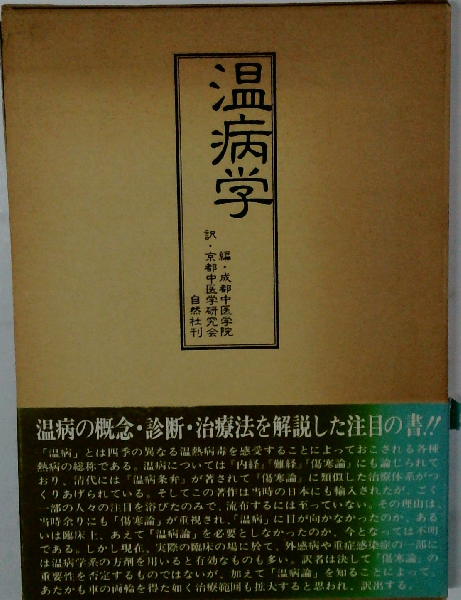 温病学
編・成都中医学院
訳・京都中医学研究会
自然社刊
温病の概念・診断・治療法を解説した注目の書!!
「温病」とは四季の異なる温熱病毒を感受することによっておこされる各種
熱病の総称である。温病については『内経』『難経』『傷寒論』にも論じられて
おり、清代には『温病条弁』が著されて『傷寒論』に類似した治療体系がつ
くりあげられている。そしてこの著作は当時の日本にも輸入されたが、ごく
一部の人々の注目を浴びたのみで、流布するには至っていない。その理由は、
当時余りにも『傷寒論』が重視され、「温病」に目が向かなかったのか、ある
いは臨床上、あえて「温病論」を必要としなかったのか、今となっては不明
である。しかし現在、実際の臨床の場に於て、外感病や重症感染症の一部に
は温病学系の方剤を用いると有効なものも多い。訳者は決して『傷寒論』の
重要性を否定するものではないが、加えて「温病論」を知ることによって、
あたかも車の両輪を得た如く治療範囲も拡大すると思われ、訳出する。